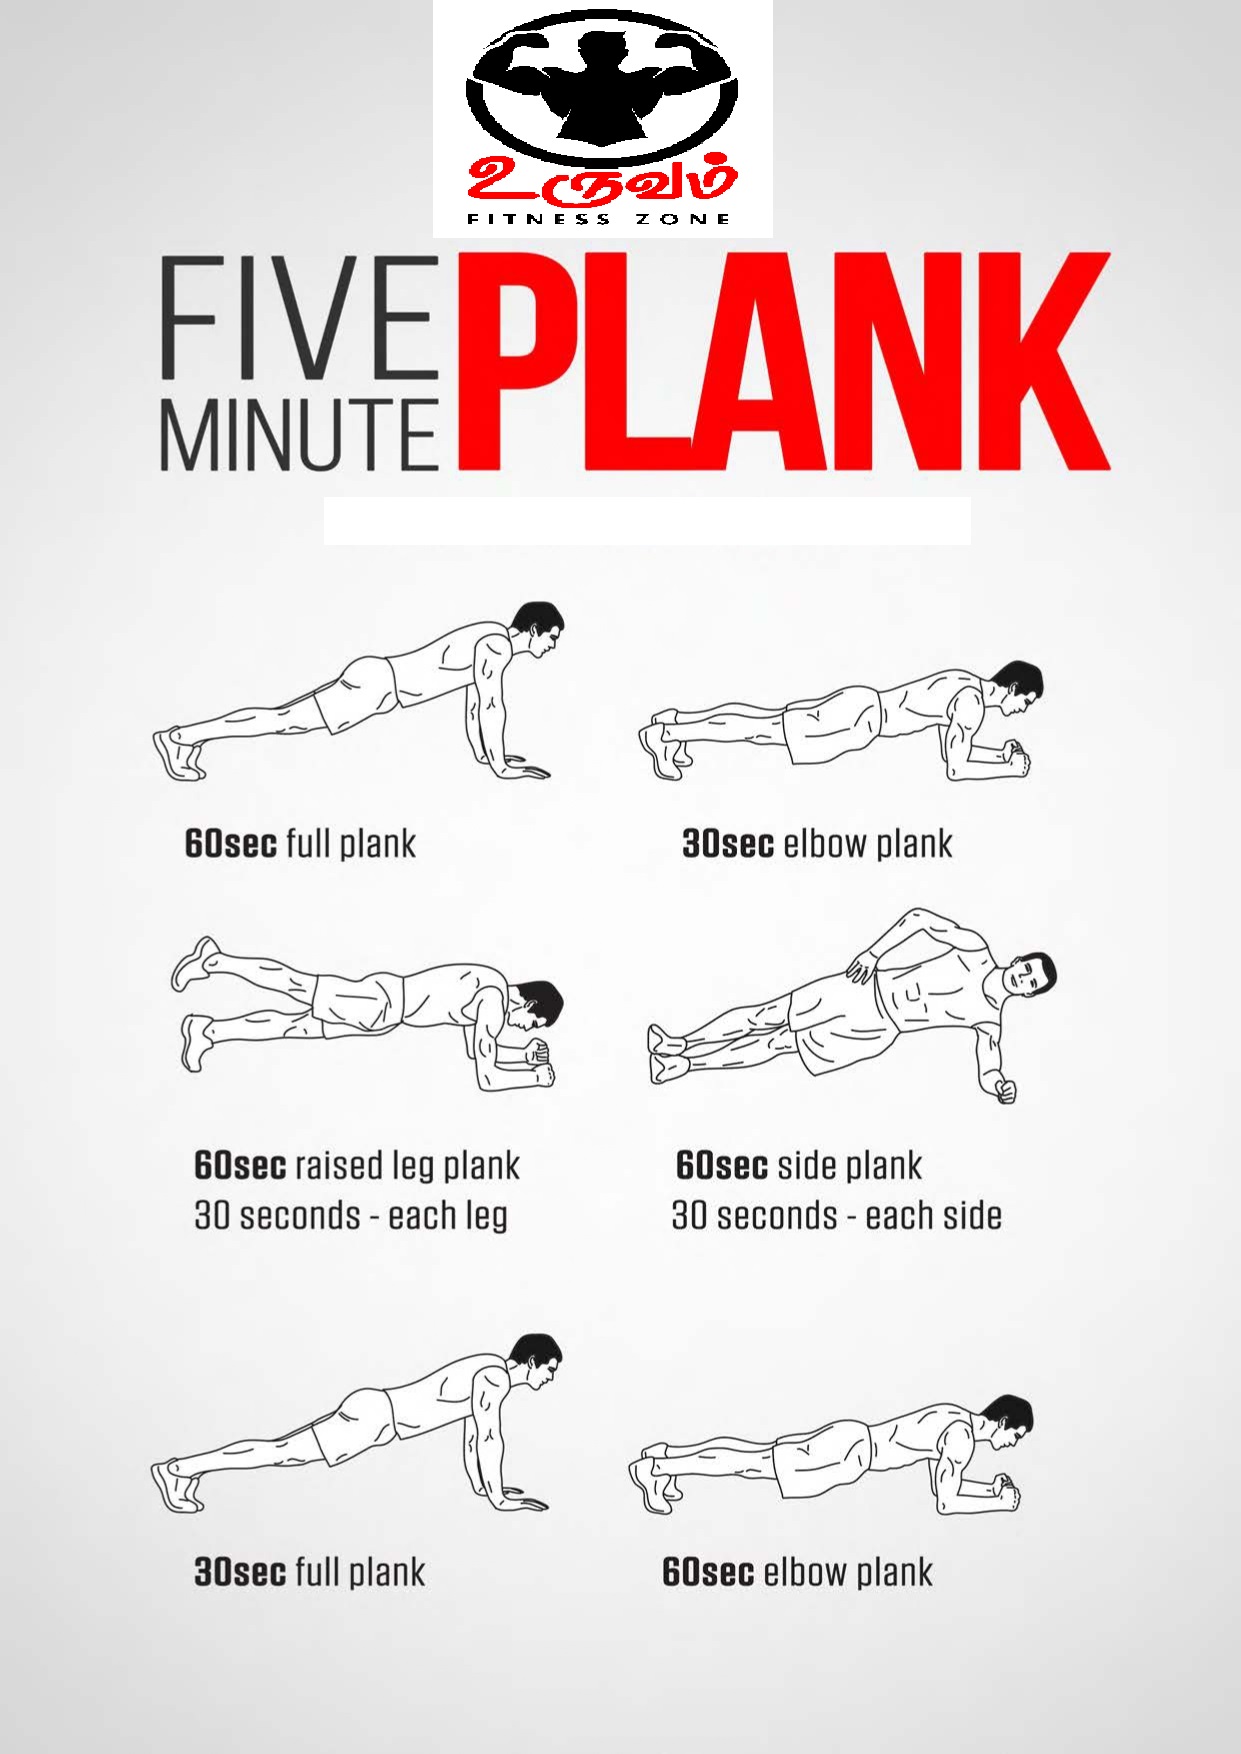 உருவம்
FITNESS ZONE
FIVE
MINUTE
PLANK
60sec full plank
30sec elbow plank
60sec raised leg plank
30 seconds - each leg
60sec side plank
30 seconds - each side
30sec full plank
60sec elbow plank